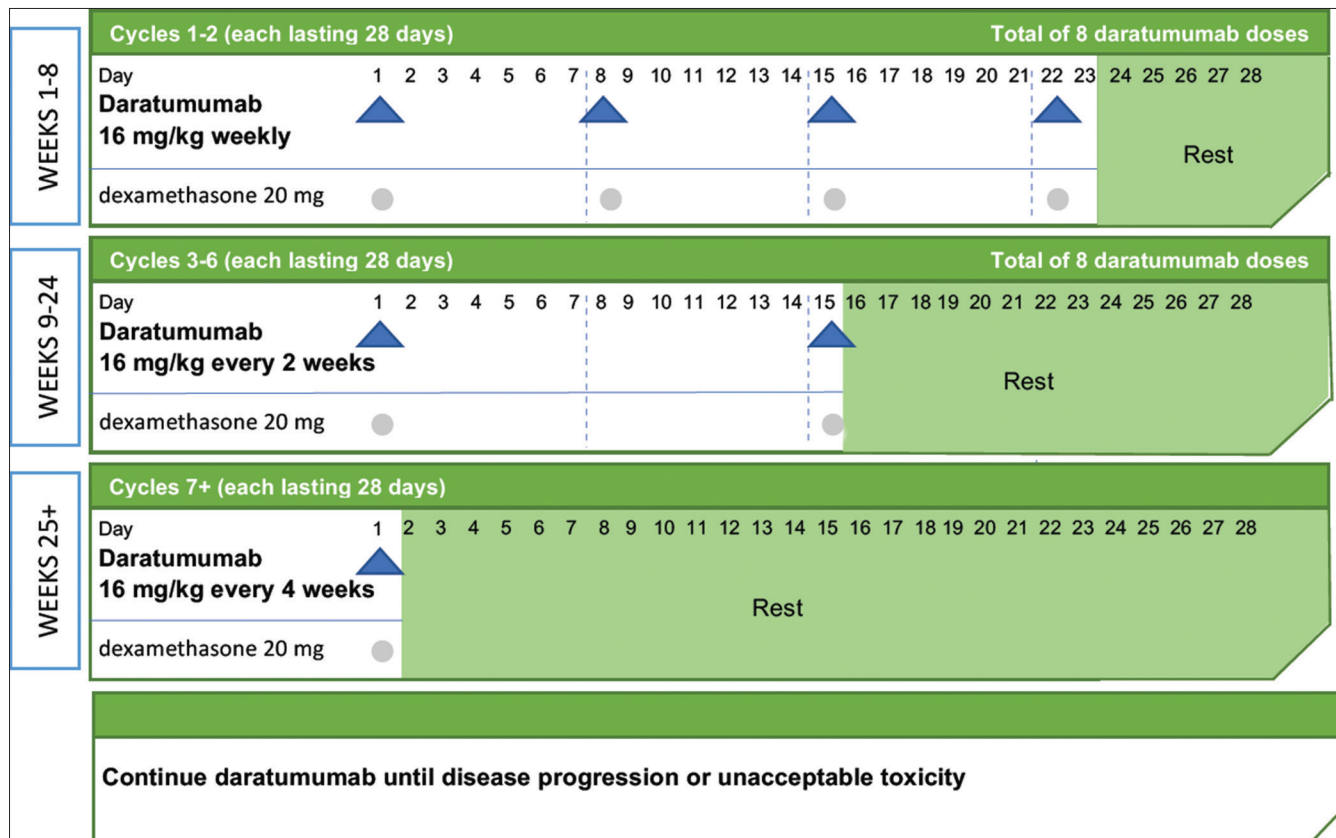 WEEKS 1-8
Cycles 1-2 (each lasting 28 days) Total of 8 daratumumab doses
Day 1 2 3 4 5 6 7 8 9 10 11 12 13 14 15 16 17 18 19 20 21 22 23 24 25 26 27 28
Daratumumab
16 mg/kg weekly
Rest
dexamethasone 20 mg
WEEKS 9-24
Cycles 3-6 (each lasting 28 days) Total of 8 daratumumab doses
Day 1 2 3 4 5 6 7 8 9 10 11 12 13 14 15 16 17 18 19 20 21 22 23 24 25 26 27 28
Daratumumab
16 mg/kg every 2 weeks
Rest
dexamethasone 20 mg
WEEKS 25+
Cycles 7+ (each lasting 28 days)
Day 1 2 3 4 5 6 7 8 9 10 11 12 13 14 15 16 17 18 19 20 21 22 23 24 25 26 27 28
Daratumumab
16 mg/kg every 4 weeks
Rest
dexamethasone 20 mg
Continue daratumumab until disease progression or unacceptable toxicity